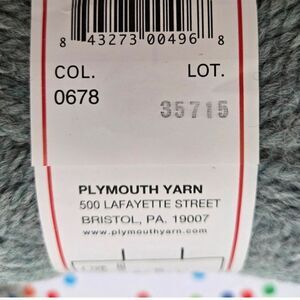 8 43273 00496 8
COL. LOT.
0678 35715
PLYMOUTH YARN
500 LAFAYETTE STREET
BRISTOL, PA. 19007
www.plymouthyarn.com